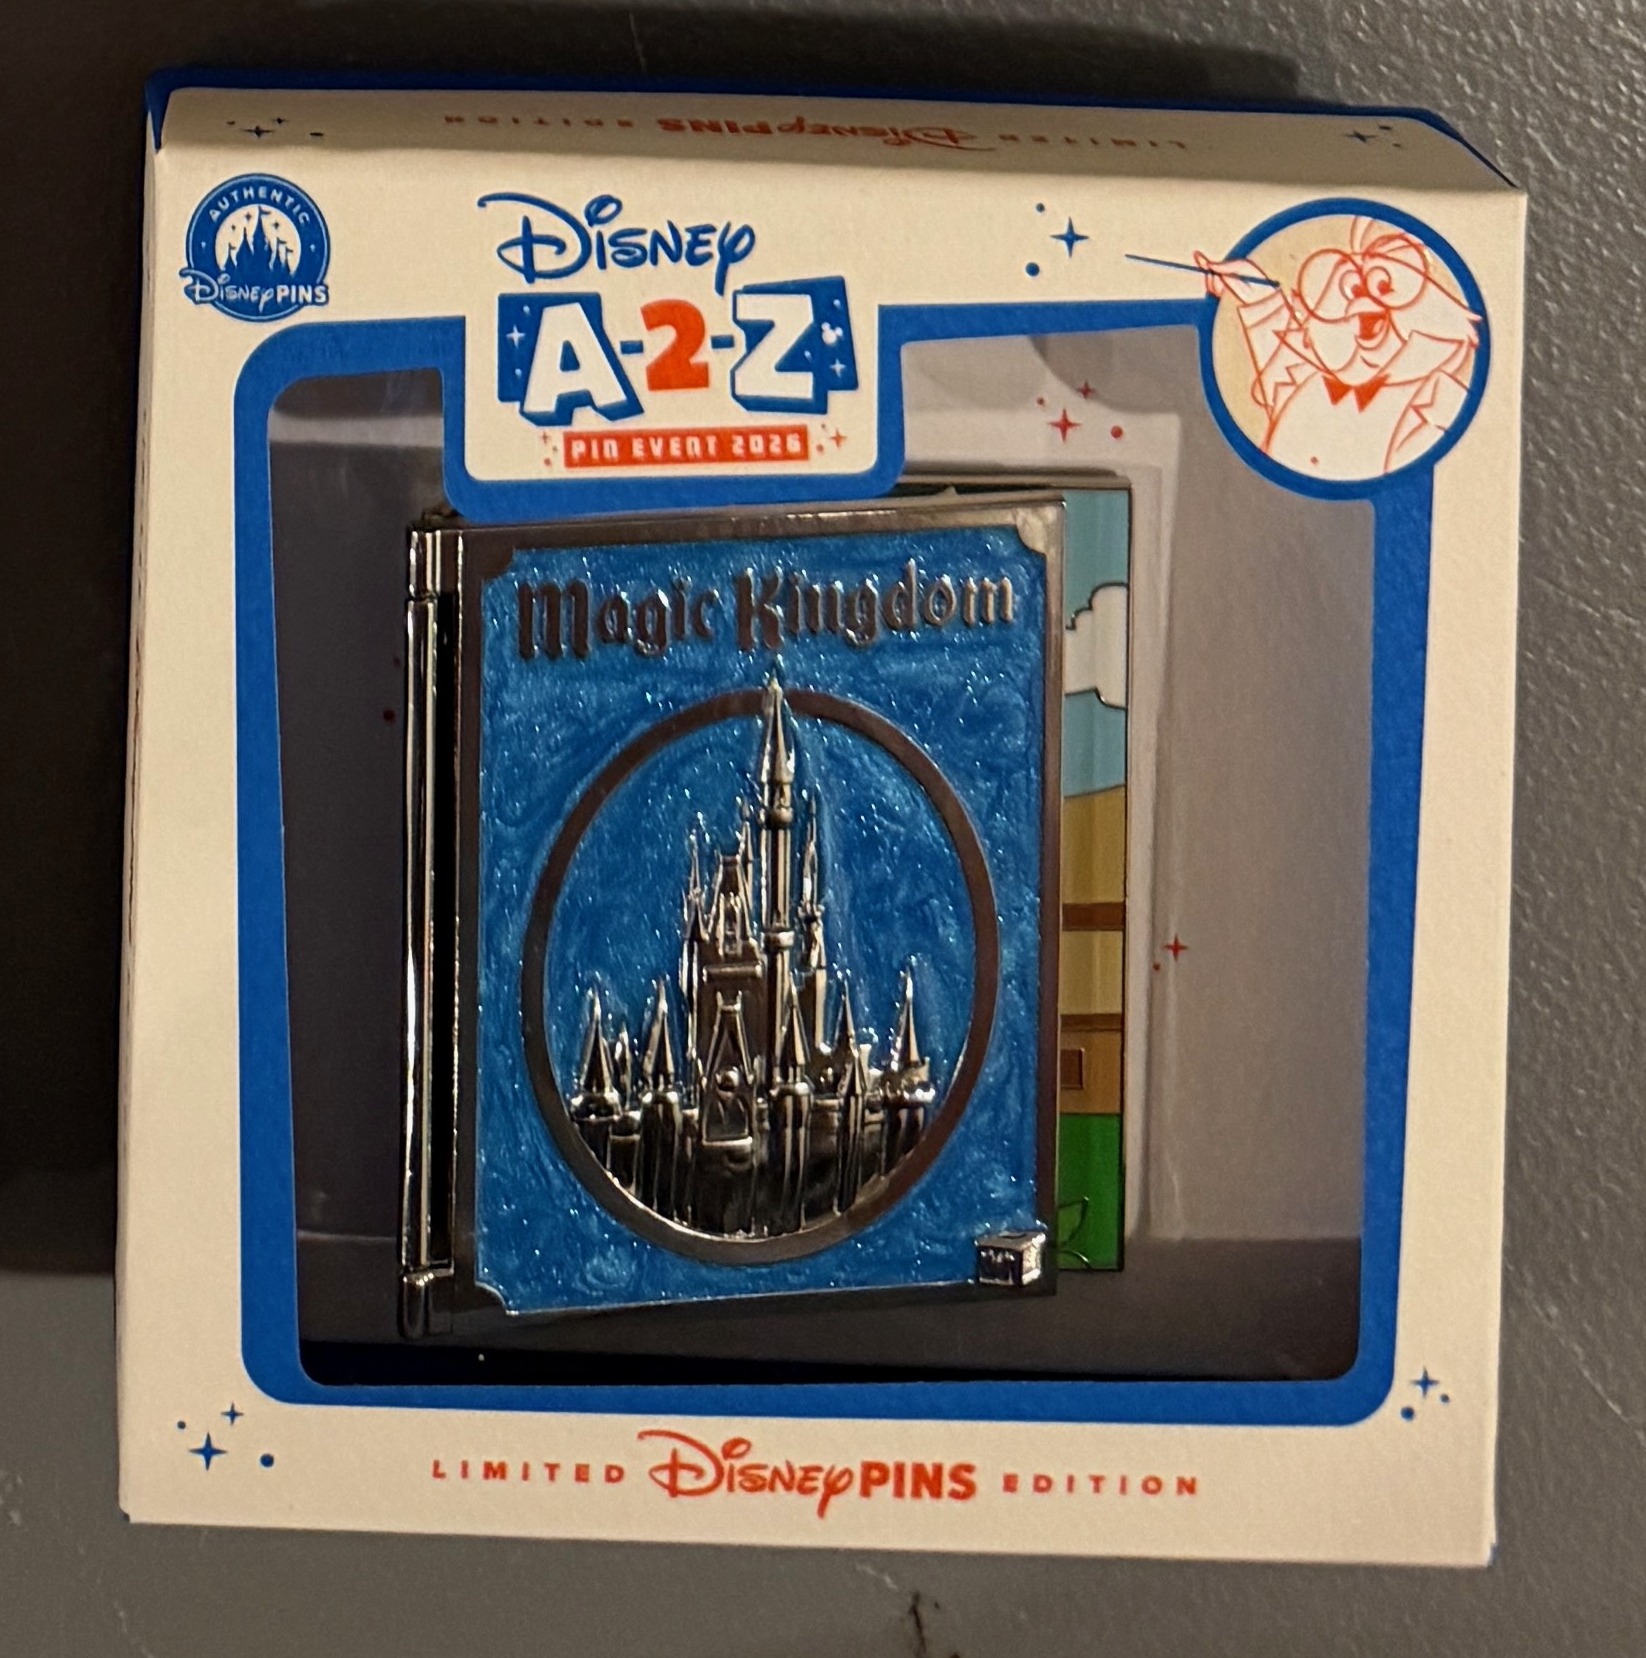 LIMITED DisneyPINS EDITION
AUTHENTIC
DisneyPINS
Disney
A-2-Z
PIN EVENT 2026
Magic Kingdom
LIMITED DisneyPINS EDITION